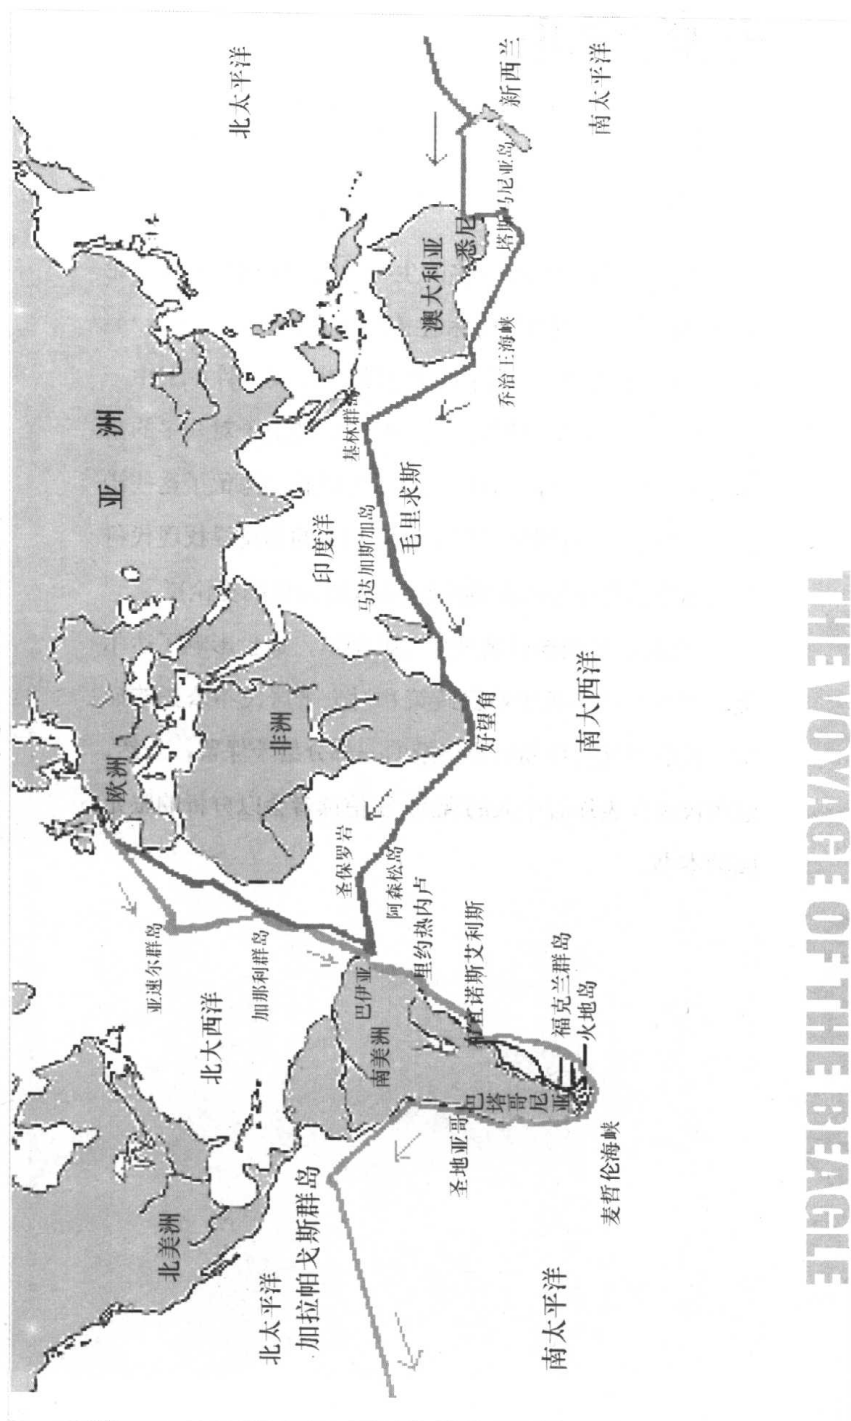 THE VOYAGE OF THE BEAGLE
北太平洋
新西兰
南太平洋
塔斯马尼亚岛
悉尼
澳大利亚
乔治王海峡
亚洲
基林群岛
毛里求斯
马达加斯加岛
印度洋
南大西洋
好望角
非洲
欧洲
圣保罗岩
阿森松岛
里约热内卢
亚速尔群岛
加那利群岛
巴伊亚
北大西洋
南美洲
布宜诺斯艾利斯
福克兰群岛
火地岛
巴塔哥尼亚
圣地亚哥
麦哲伦海峡
北美洲
加拉帕戈斯群岛
北太平洋
南太平洋